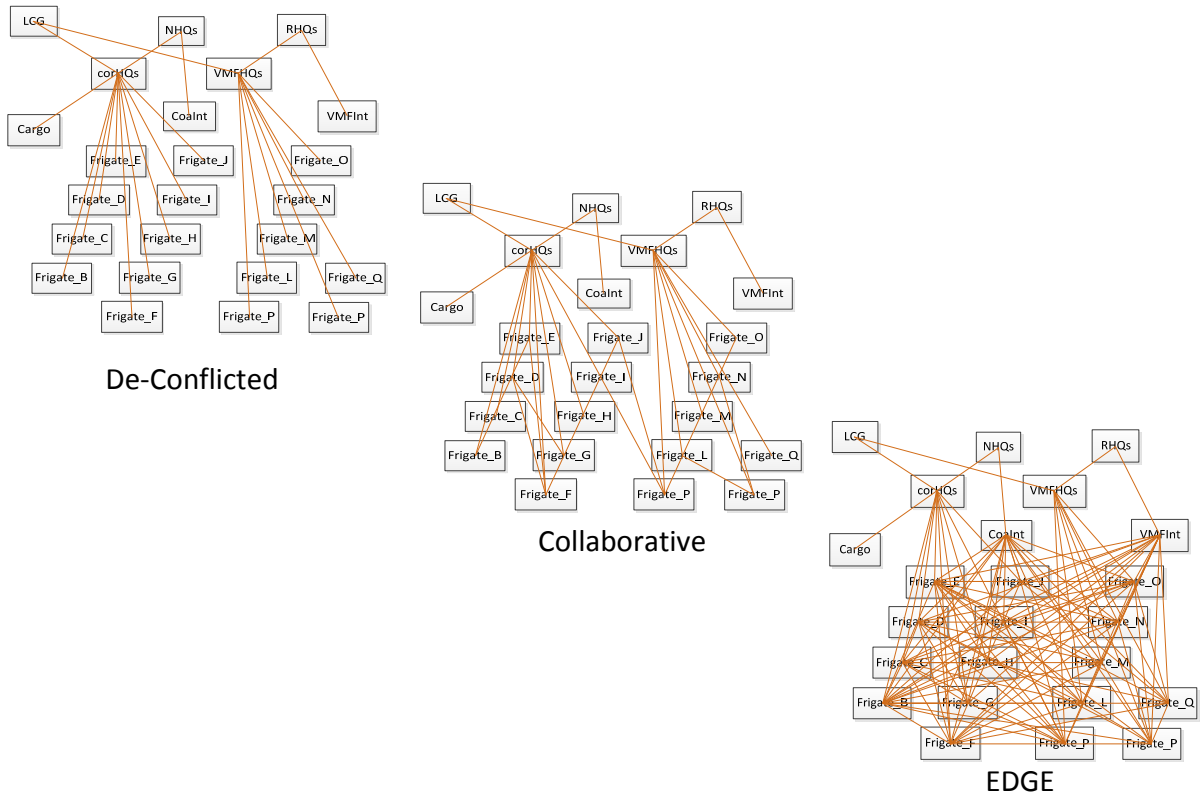 LCG
NHQs
RHQs
corHQs
VMFHQs
Cargo
CoaInt
VMFInt
Frigate_E
Frigate_J
Frigate_O
Frigate_D
Frigate_I
Frigate_N
Frigate_C
Frigate_H
Frigate_M
Frigate_B
Frigate_G
Frigate_L
Frigate_Q
Frigate_F
Frigate_P
Frigate_P
De-Conflicted
LCG
NHQs
RHQs
corHQs
VMFHQs
Cargo
CoaInt
VMFInt
Frigate_E
Frigate_J
Frigate_O
Frigate_D
Frigate_I
Frigate_N
Frigate_C
Frigate_H
Frigate_M
Frigate_B
Frigate_G
Frigate_L
Frigate_Q
Frigate_F
Frigate_P
Frigate_P
Collaborative
LCG
NHQs
RHQs
corHQs
VMFHQs
Cargo
CoaInt
VMFInt
Frigate_E
Frigate_J
Frigate_O
Frigate_D
Frigate_I
Frigate_N
Frigate_C
Frigate_H
Frigate_M
Frigate_B
Frigate_G
Frigate_L
Frigate_Q
Frigate_F
Frigate_P
Frigate_P
EDGE